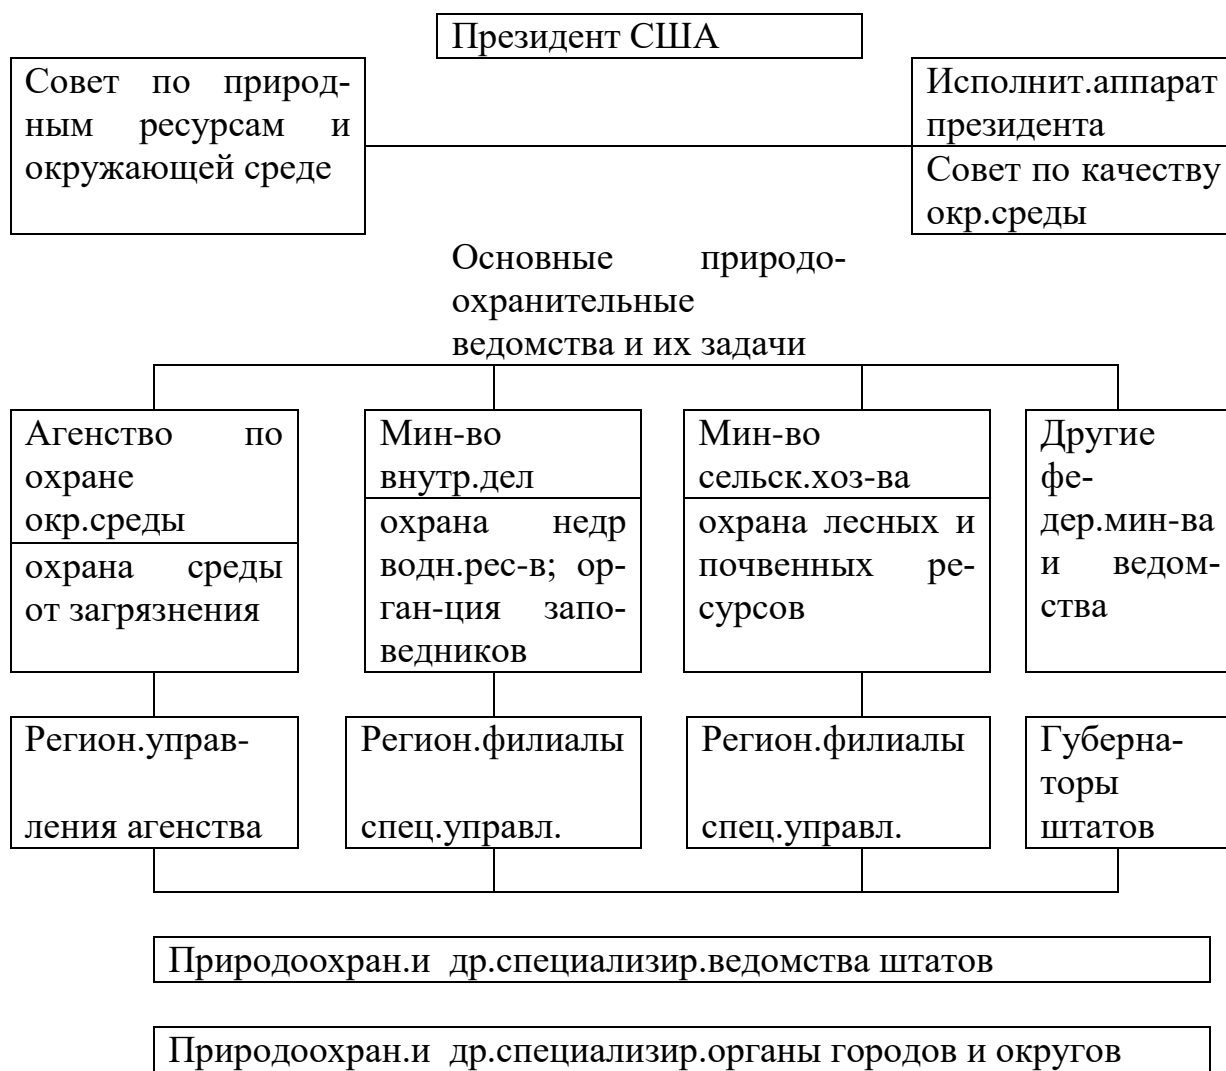 Президент США
Совет по природ-
ным ресурсам и
окружающей среде
Исполнит.аппарат
президента
Совет по качеству
окр.среды
Основные природо-
охранительные
ведомства и их задачи
Агенство по
охране
окр.среды
охрана среды
от загрязнения
Мин-во
внутр.дел
охрана недр
водн.рес-в; ор-
ган-ция запо-
ведников
Мин-во
сельск.хоз-ва
охрана лесных и
почвенных ре-
сурсов
Другие
фе-
дер.мин-ва
и ведом-
ства
Регион.управ-
ления агенства
Регион.филиалы
спец.управл.
Регион.филиалы
спец.управл.
Губерна-
торы
штатов
Природоохран.и др.специализир.ведомства штатов
Природоохран.и др.специализир.органы городов и округов